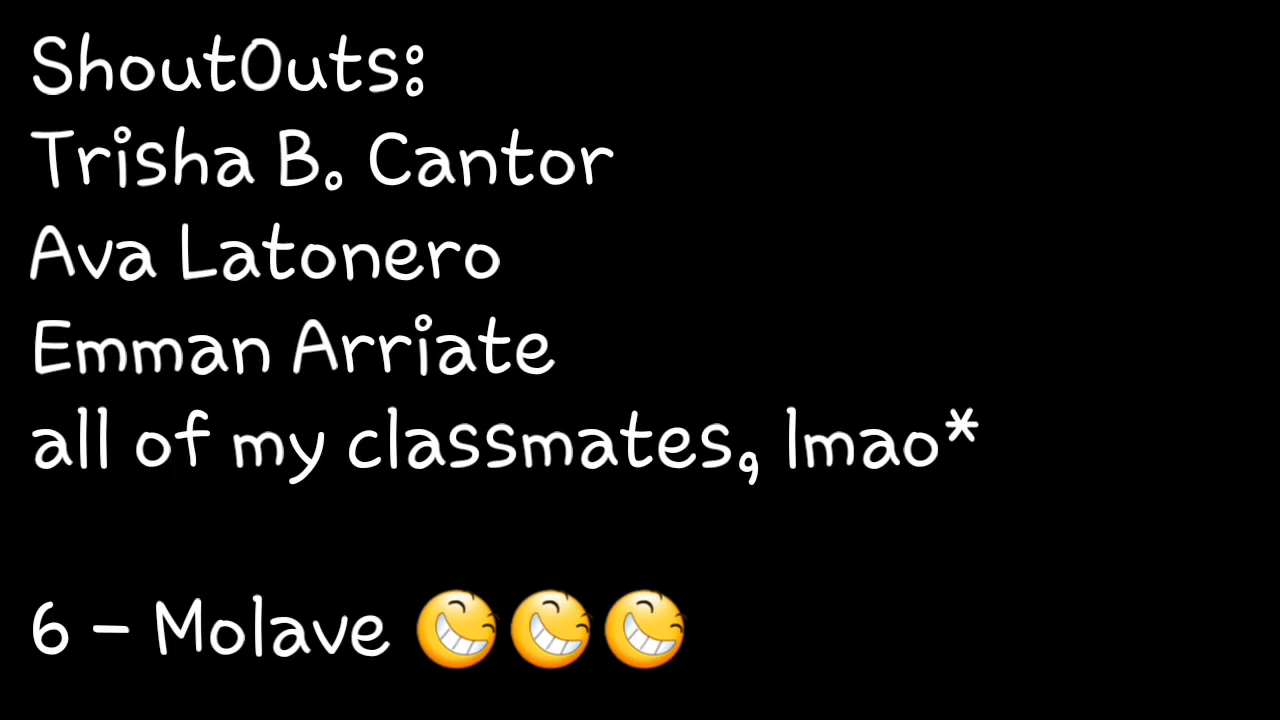 ShoutOuts:
Trisha B. Cantor
Ava Latonero
Emman Arriate
all of my classmates, lmao*
6 - Molave 😆😆😆